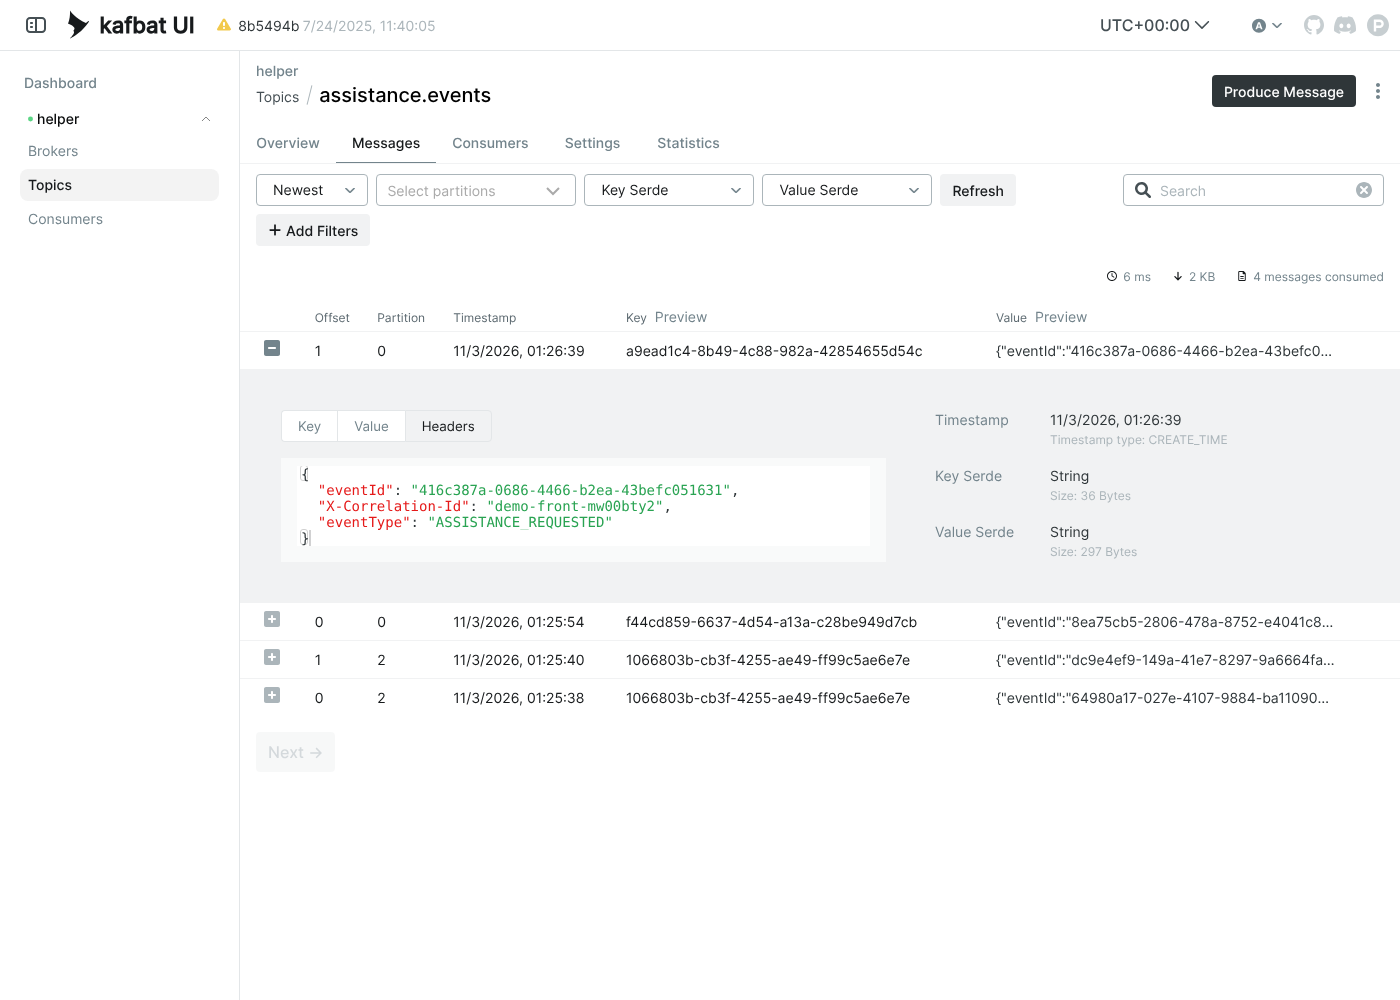 kafbat UI 8b5494b 7/24/2025, 11:40:05 UTC+00:00 A P
Dashboard
helper
Brokers
Topics
Consumers
helper
Topics / assistance.events
Produce Message
Overview Messages Consumers Settings Statistics
Newest Select partitions Key Serde Value Serde Refresh Search
+ Add Filters
6 ms 2 KB 4 messages consumed
Offset Partition Timestamp Key Preview Value Preview
1 0 11/3/2026, 01:26:39 a9ead1c4-8b49-4c88-982a-42854655d54c {"eventId":"416c387a-0686-4466-b2ea-43befc0...
Key Value Headers
{
"eventId": "416c387a-0686-4466-b2ea-43befc051631",
"X-Correlation-Id": "demo-front-mw00bty2",
"eventType": "ASSISTANCE_REQUESTED"
}
Timestamp 11/3/2026, 01:26:39
Timestamp type: CREATE_TIME
Key Serde String
Size: 36 Bytes
Value Serde String
Size: 297 Bytes
0 0 11/3/2026, 01:25:54 f44cd859-6637-4d54-a13a-c28be949d7cb {"eventId":"8ea75cb5-2806-478a-8752-e4041c8...
1 2 11/3/2026, 01:25:40 1066803b-cb3f-4255-ae49-ff99c5ae6e7e {"eventId":"dc9e4ef9-149a-41e7-8297-9a6664fa...
0 2 11/3/2026, 01:25:38 1066803b-cb3f-4255-ae49-ff99c5ae6e7e {"eventId":"64980a17-027e-4107-9884-ba11090...
Next →